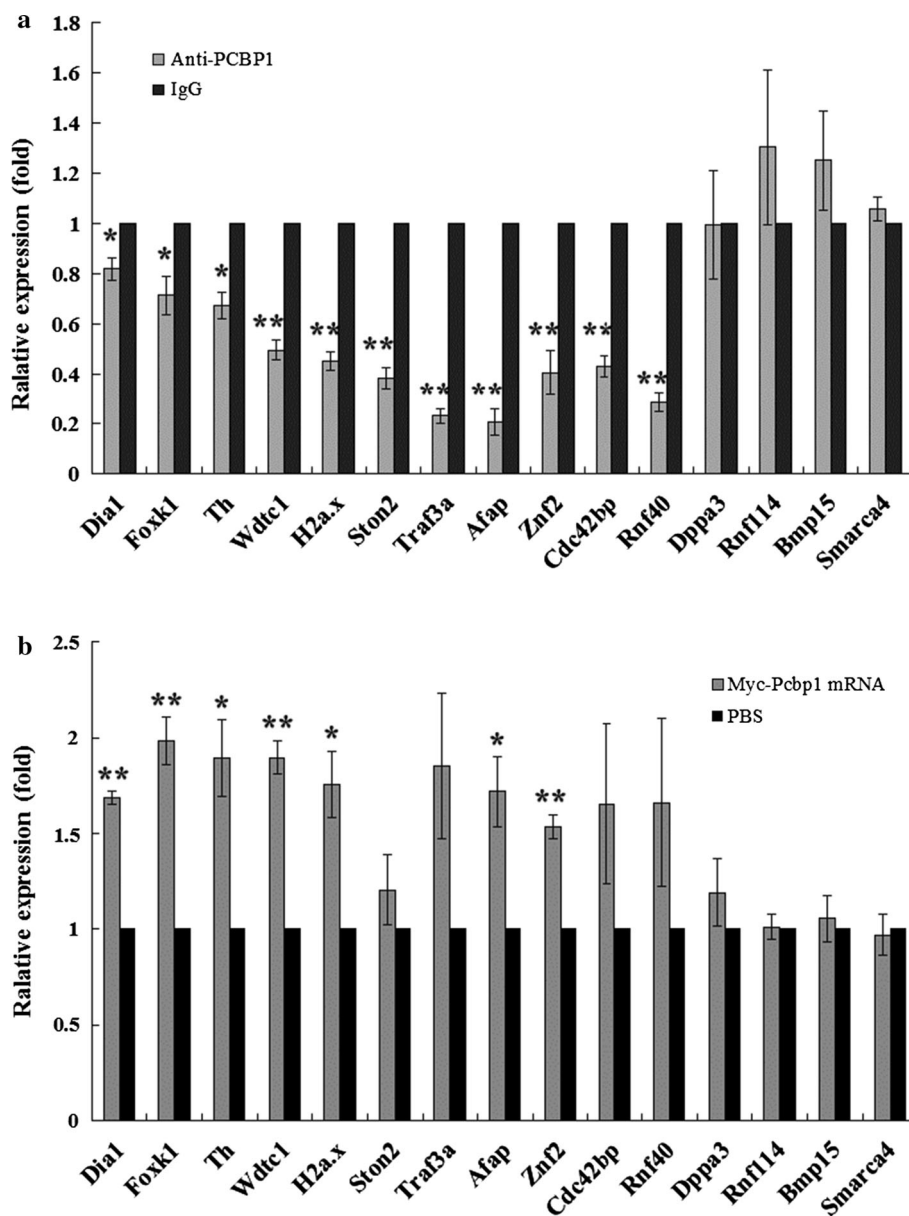 a
Ralative expression (fold)
1.8
1.6
1.4
1.2
1
0.8
0.6
0.4
0.2
0
Anti-PCBP1
IgG
* * * ** ** ** ** ** ** ** **
Dia1 Foxk1 Th Wdtc1 H2a.x Ston2 Traf3a Afap Znf2 Cdc42bp Rnf40 Dppa3 Rnf114 Bmp15 Smarca4
b
Ralative expression (fold)
2.5
2
1.5
1
0.5
0
Myc-Pcbp1 mRNA
PBS
** ** * ** * * **
Dia1 Foxk1 Th Wdtc1 H2a.x Ston2 Traf3a Afap Znf2 Cdc42bp Rnf40 Dppa3 Rnf114 Bmp15 Smarca4